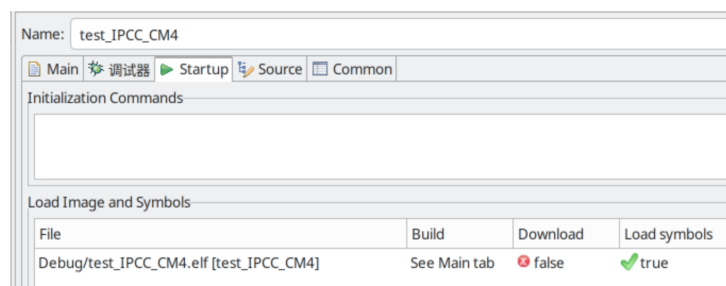 Name: test_IPCC_CM4
Main 调试器 Startup Source Common
Initialization Commands
Load Image and Symbols
File Build Download Load symbols
Debug/test_IPCC_CM4.elf [test_IPCC_CM4] See Main tab false true